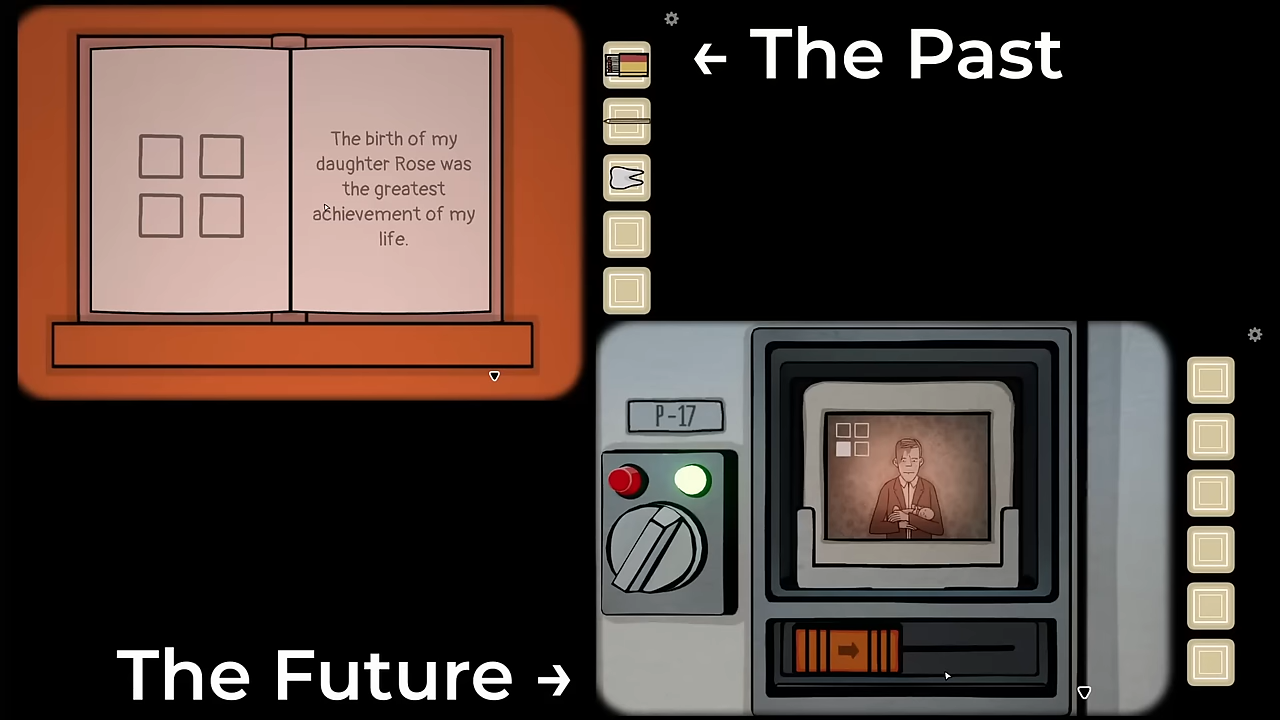 ← The Past
The birth of my
daughter Rose was
the greatest
achievement of my
life.
P-17
The Future →